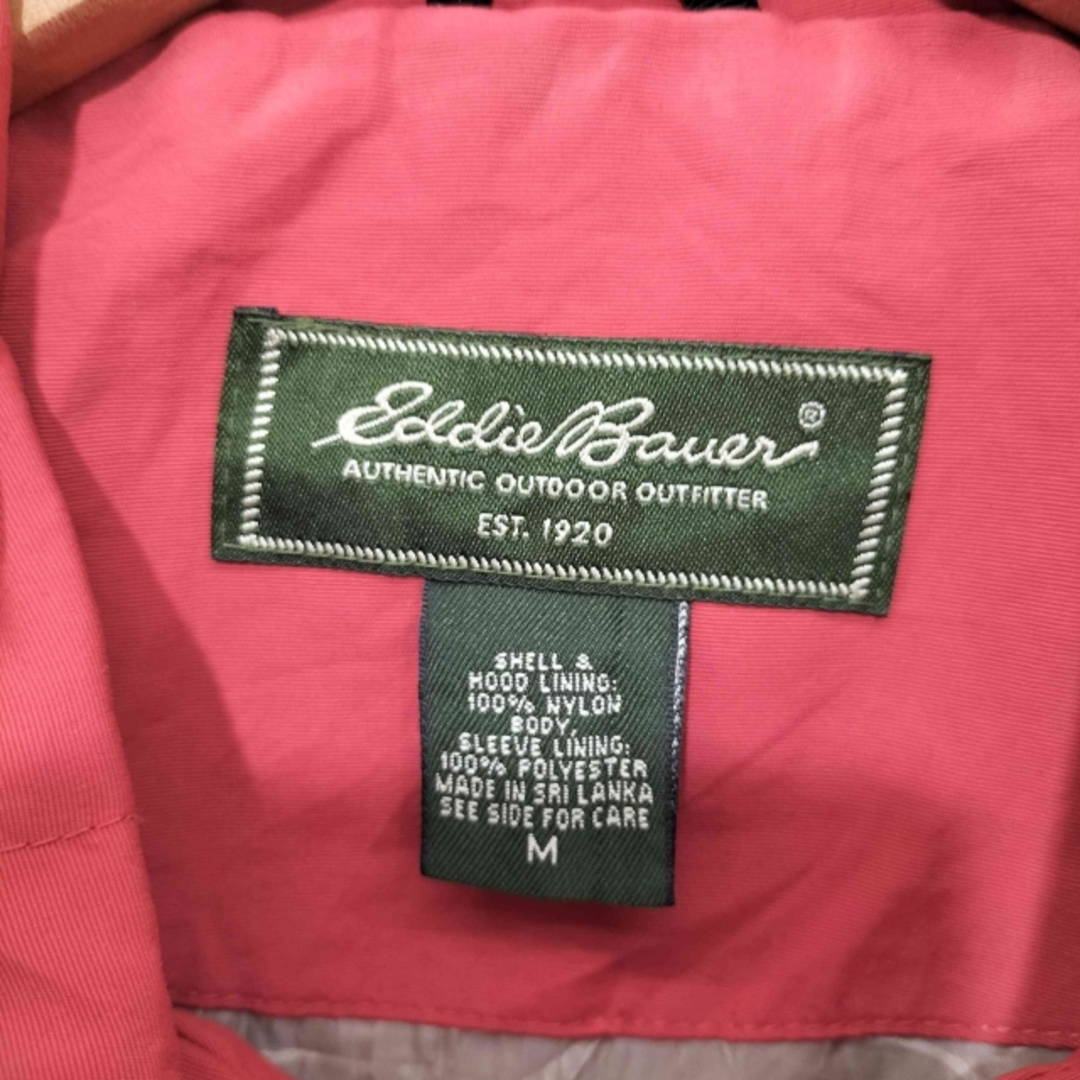 Eddie Bauer ®
AUTHENTIC OUTDOOR OUTFITTER
EST. 1920
SHELL &
HOOD LINING:
100% NYLON
BODY,
SLEEVE LINING:
100% POLYESTER
MADE IN SRI LANKA
SEE SIDE FOR CARE
M